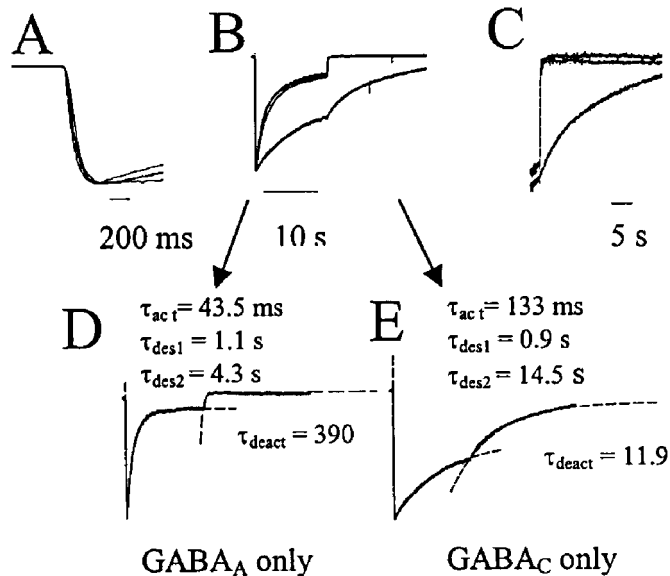 A
B
C
200 ms
10 s
5 s
D
τact = 43.5 ms
τdes1 = 1.1 s
τdes2 = 4.3 s
τdeact = 390
E
τact = 133 ms
τdes1 = 0.9 s
τdes2 = 14.5 s
τdeact = 11.9
GABAA only
GABAC only